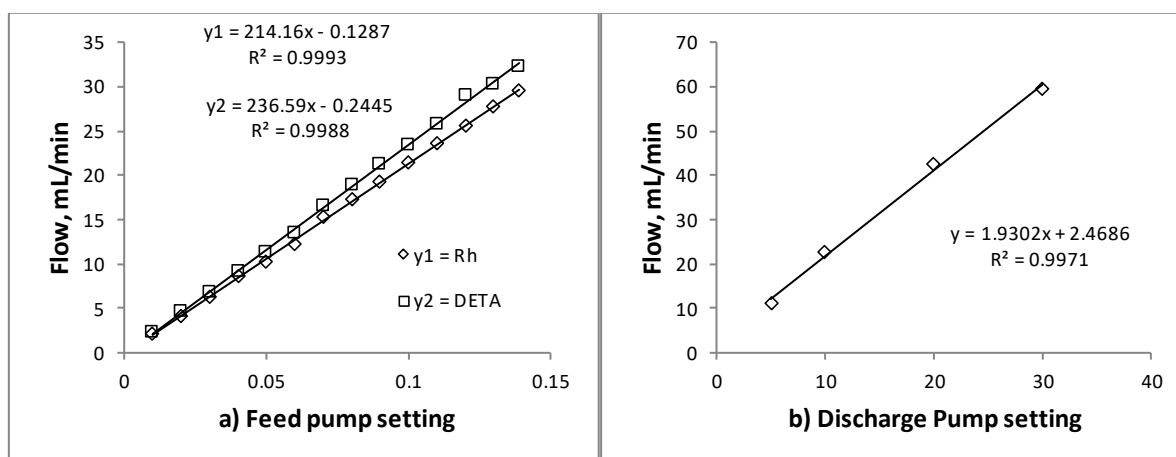 y1 = 214.16x - 0.1287
R² = 0.9993
y2 = 236.59x - 0.2445
R² = 0.9988
35
30
25
20
15
10
5
0
Flow, mL/min
y1 = Rh
y2 = DETA
0 0.05 0.1 0.15
a) Feed pump setting
70
60
50
40
30
20
10
0
Flow, mL/min
y = 1.9302x + 2.4686
R² = 0.9971
0 10 20 30 40
b) Discharge Pump setting